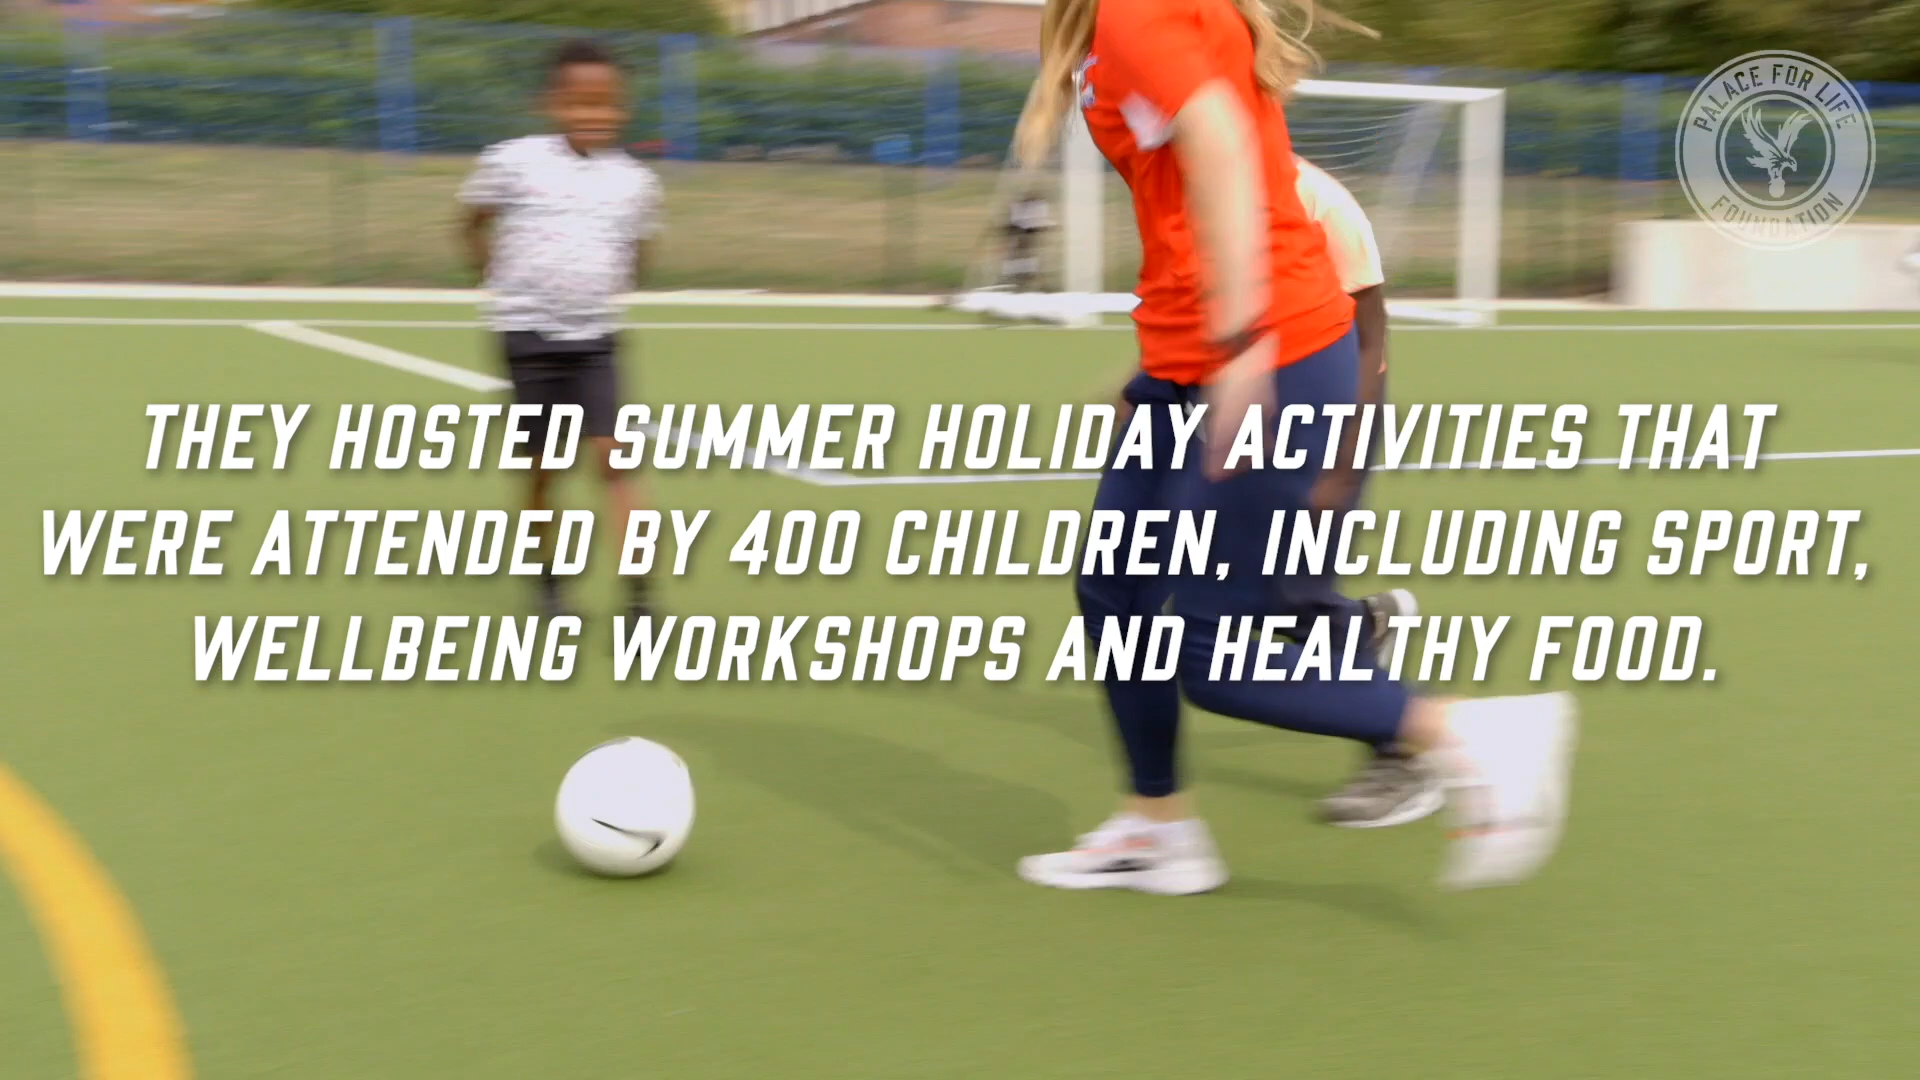 PALACE FOR LIFE
FOUNDATION
THEY HOSTED SUMMER HOLIDAY ACTIVITIES THAT
WERE ATTENDED BY 400 CHILDREN, INCLUDING SPORT,
WELLBEING WORKSHOPS AND HEALTHY FOOD.